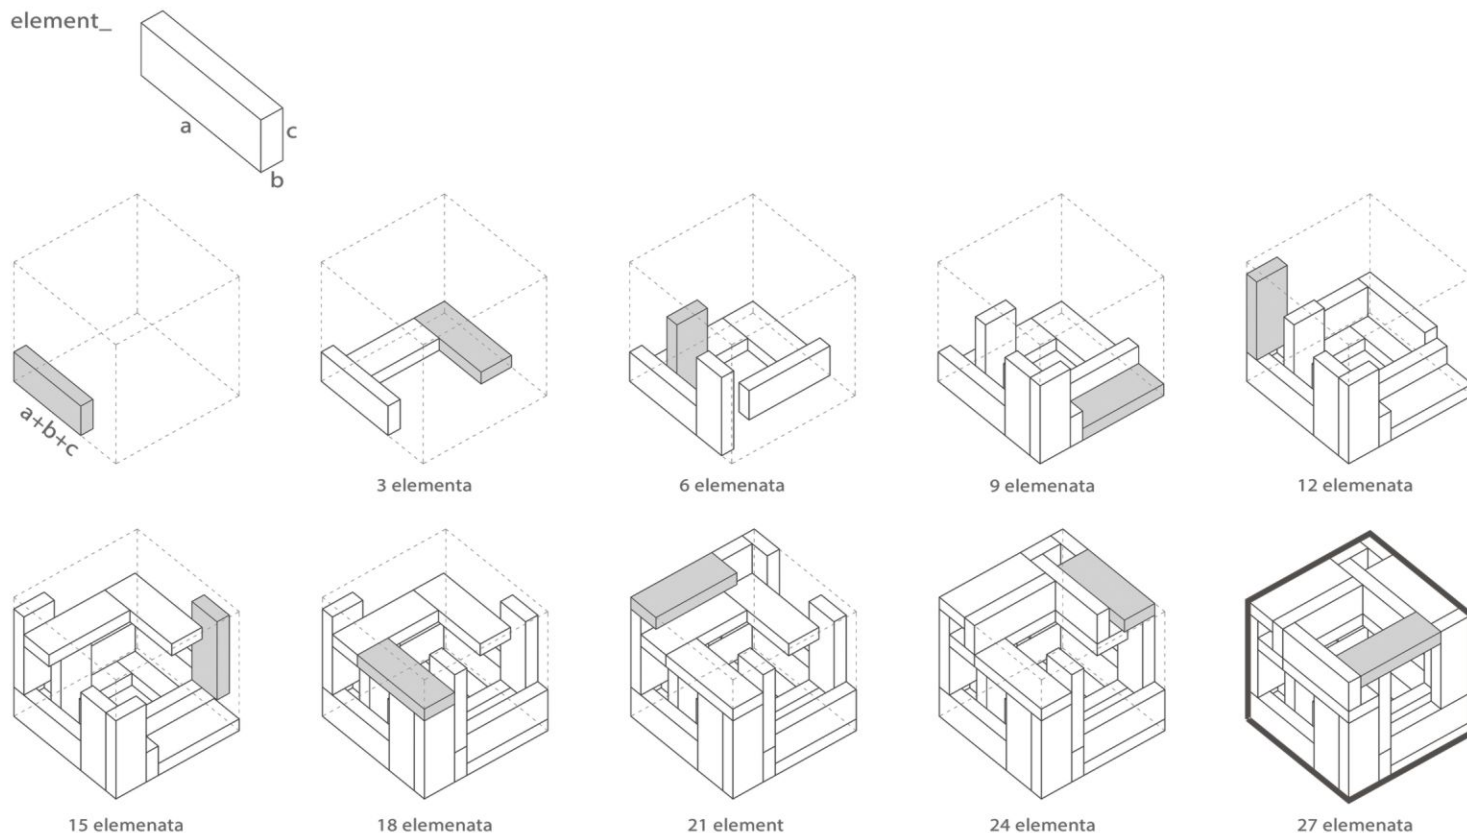 element_
a
c
b
a+b+c
3 elementa
6 elemenata
9 elemenata
12 elemenata
15 elemenata
18 elemenata
21 element
24 elementa
27 elemenata